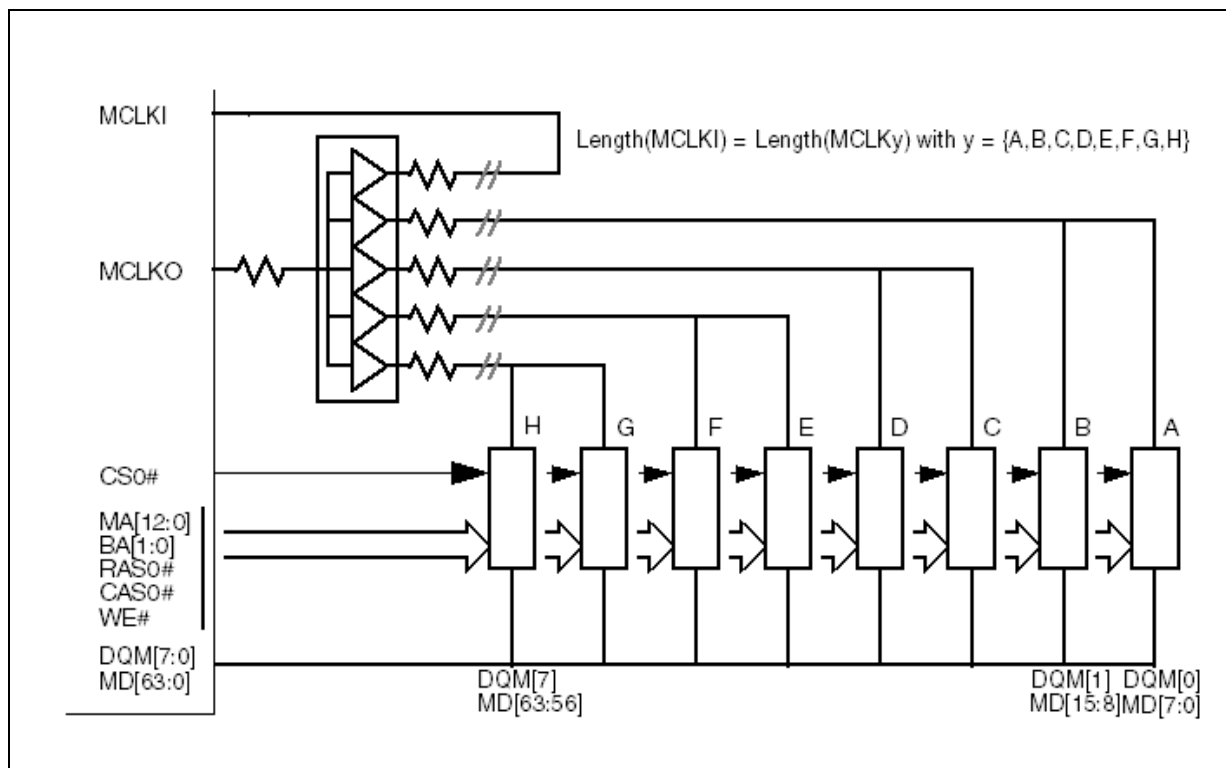 MCLKI
Length(MCLKI) = Length(MCLKy) with y = {A,B,C,D,E,F,G,H}
MCLKO
H G F E D C B A
CS0#
MA[12:0]
BA[1:0]
RAS0#
CAS0#
WE#
DQM[7:0]
MD[63:0]
DQM[7] DQM[1] DQM[0]
MD[63:56] MD[15:8] MD[7:0]